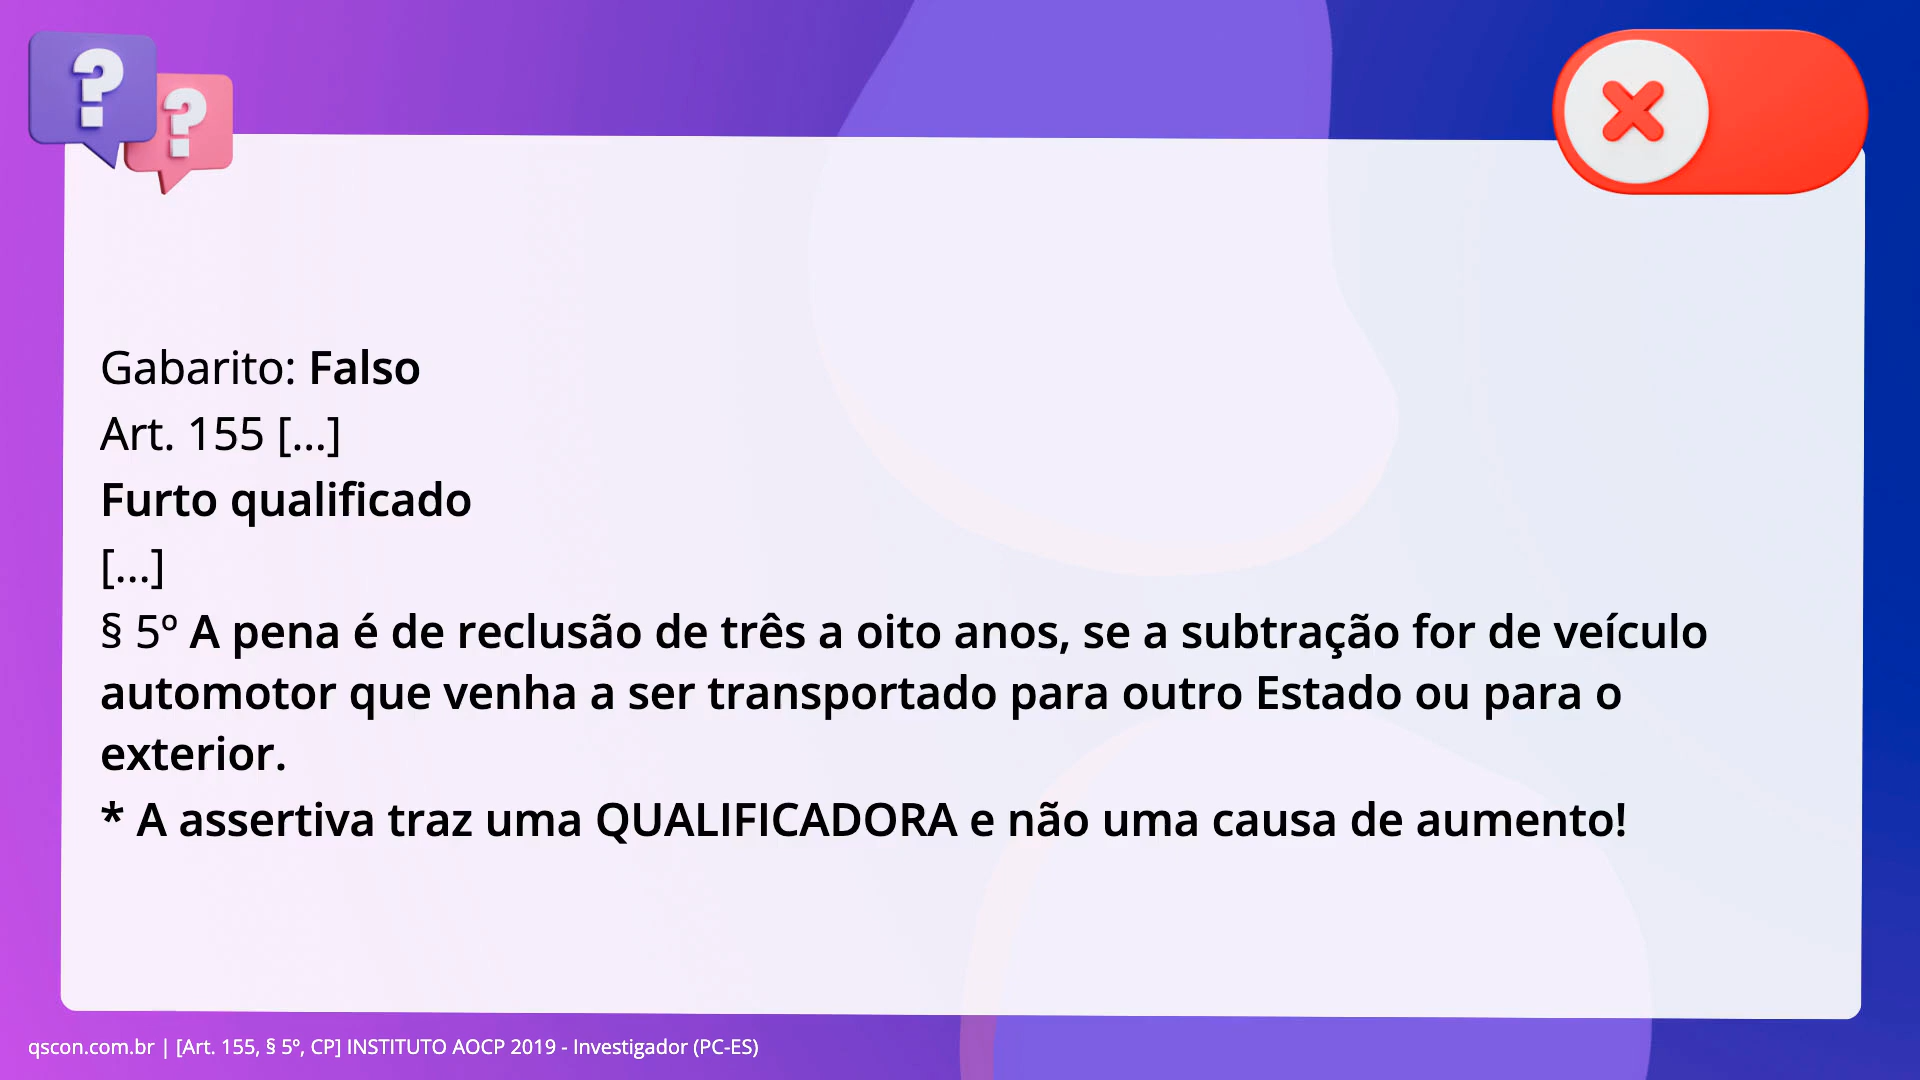 ?
?
Gabarito: Falso
Art. 155 [...]
Furto qualificado
[...]
§ 5º A pena é de reclusão de três a oito anos, se a subtração for de veículo
automotor que venha a ser transportado para outro Estado ou para o
exterior.
* A assertiva traz uma QUALIFICADORA e não uma causa de aumento!
qscon.com.br | [Art. 155, § 5º, CP] INSTITUTO AOCP 2019 - Investigador (PC-ES)